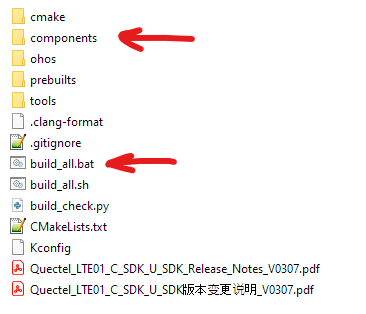 cmake
components
ohos
prebuilts
tools
.clang-format
.gitignore
build_all.bat
build_all.sh
build_check.py
CMakeLists.txt
Kconfig
Quectel_LTE01_C_SDK_U_SDK_Release_Notes_V0307.pdf
Quectel_LTE01_C_SDK_U_SDK版本变更说明_V0307.pdf